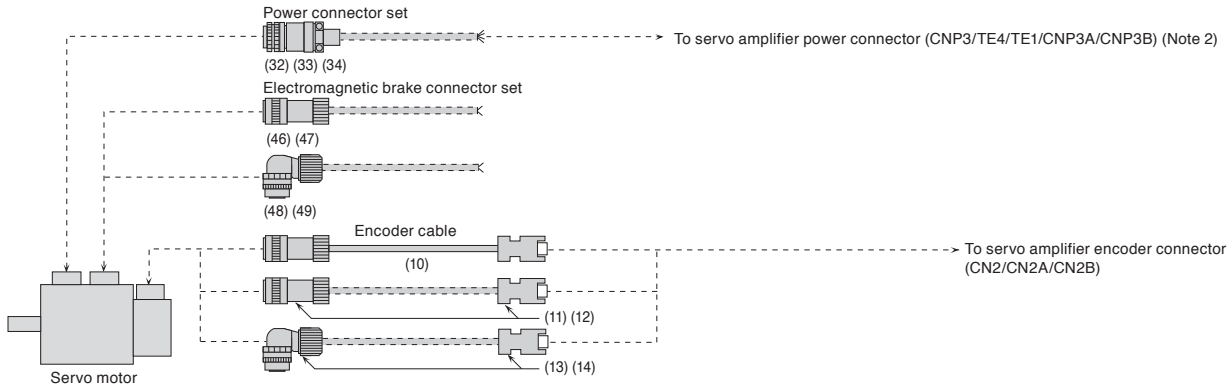 Power connector set
To servo amplifier power connector (CNP3/TE4/TE1/CNP3A/CNP3B) (Note 2)
(32) (33) (34)
Electromagnetic brake connector set
(46) (47)
(48) (49)
Encoder cable
(10)
To servo amplifier encoder connector
(CN2/CN2A/CN2B)
(11) (12)
(13) (14)
Servo motor